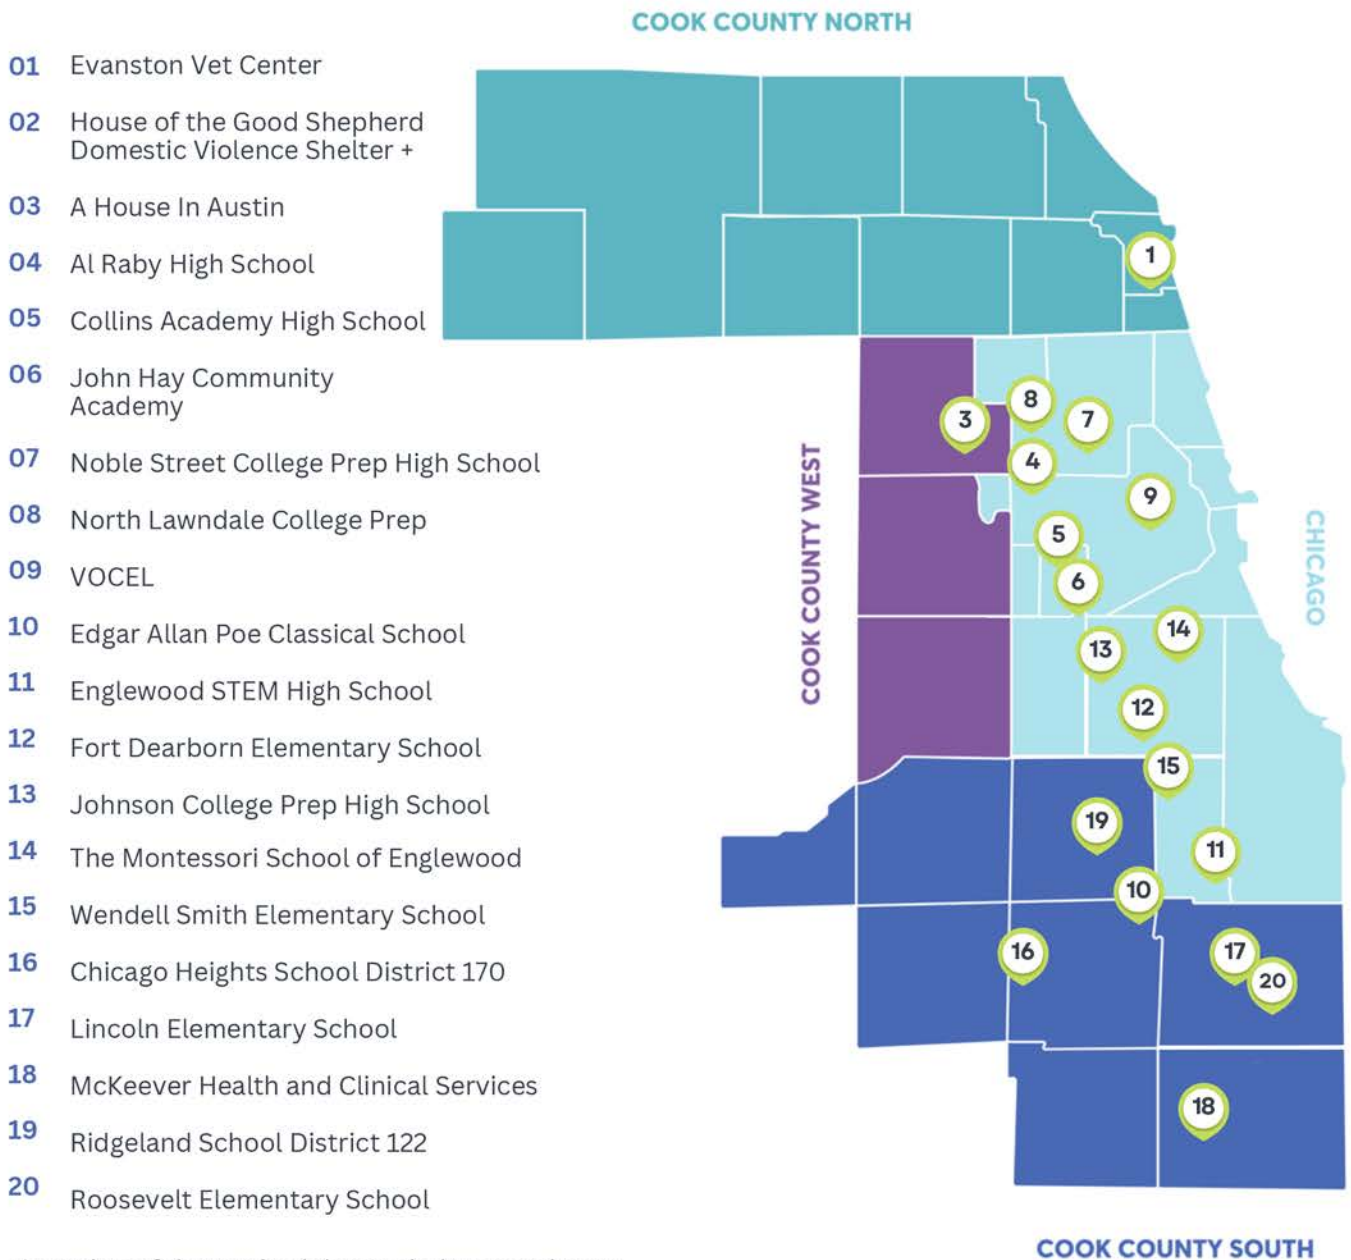 COOK COUNTY NORTH
01 Evanston Vet Center
02 House of the Good Shepherd
Domestic Violence Shelter +
03 A House In Austin
04 Al Raby High School
05 Collins Academy High School
06 John Hay Community
Academy
07 Noble Street College Prep High School
08 North Lawndale College Prep
09 VOCEL
10 Edgar Allan Poe Classical School
11 Englewood STEM High School
12 Fort Dearborn Elementary School
13 Johnson College Prep High School
14 The Montessori School of Englewood
15 Wendell Smith Elementary School
16 Chicago Heights School District 170
17 Lincoln Elementary School
18 McKeever Health and Clinical Services
19 Ridgeland School District 122
20 Roosevelt Elementary School
1
8
3
7
4
9
5
6
14
13
12
15
19
11
10
16
17
20
18
COOK COUNTY WEST
CHICAGO
COOK COUNTY SOUTH